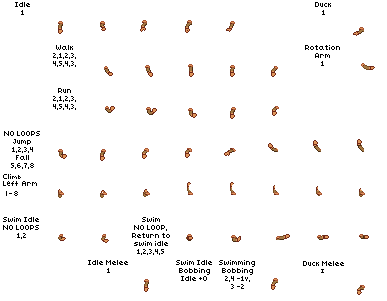 Idle
1
Duck
1
Walk
2,1,2,3,
4,5,4,3,
Rotation
Arm
1
Run
2,1,2,3,
4,5,4,3,
NO LOOPS
Jump
1,2,3,4
Fall
5,6,7,8
Climb
Left Arm
1 - 8
Swim Idle
NO LOOPS
1,2
Swim
NO LOOP,
Return to
swim idle
1,2,3,4,5
Swim Idle
Bobbing
Idle +0
Swimming
Bobbing
2,4 -1v,
3 -2
Idle Melee
1
Duck Melee
1